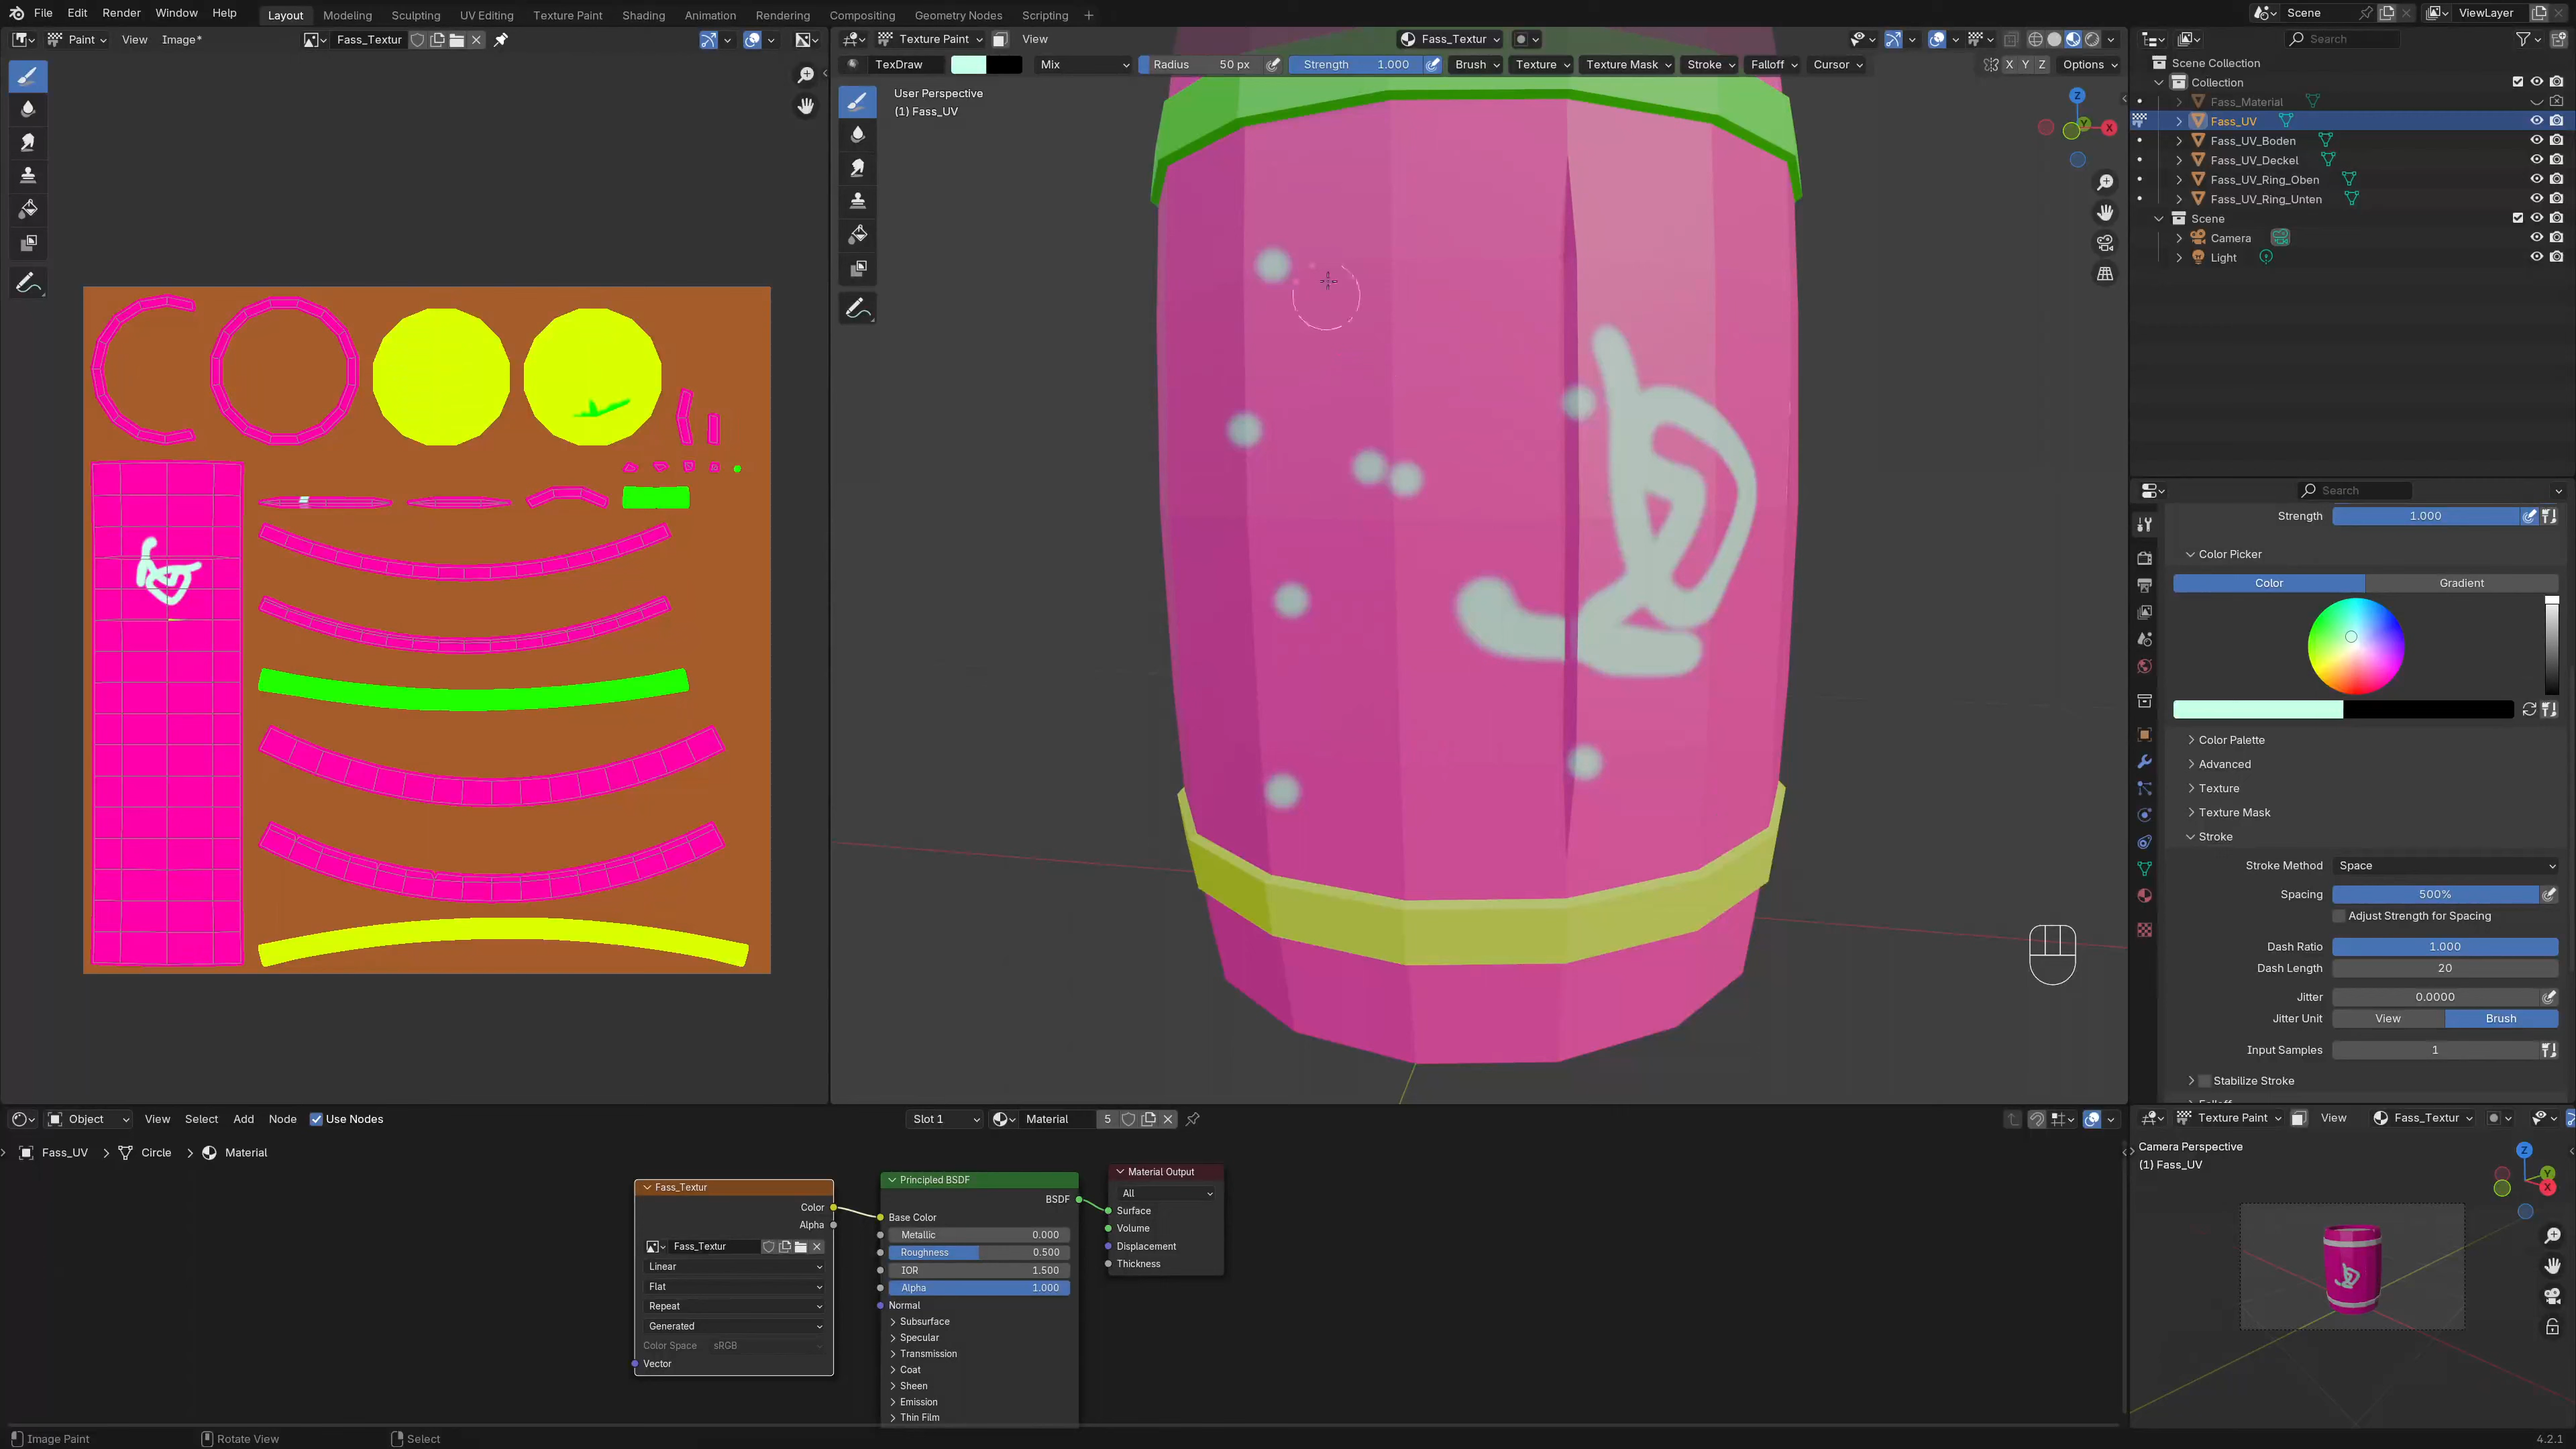 File Edit Render Window Help Layout Modeling Sculpting UV Editing Texture Paint Shading Animation Rendering Compositing Geometry Nodes Scripting Scene ViewLayer
Paint View Image* Fass_Textur
Texture Paint View Fass_Textur
Search
TexDraw Mix Radius 50 px Strength 1.000 Brush Texture Texture Mask Stroke Falloff Cursor X Y Z Options
User Perspective
(1) Fass_UV
Z
Y
X
Scene Collection
Collection
Fass_Material
Fass_UV
Fass_UV_Boden
Fass_UV_Deckel
Fass_UV_Ring_Oben
Fass_UV_Ring_Unten
Scene
Camera
Light
Search
Strength 1.000
Color Picker
Color Gradient
Color Palette
Advanced
Texture
Texture Mask
Stroke
Stroke Method Space
Spacing 500%
Adjust Strength for Spacing
Dash Ratio 1.000
Dash Length 20
Jitter 0.0000
Jitter Unit View Brush
Input Samples 1
Stabilize Stroke
Object View Select Add Node Use Nodes Slot 1 Material 5
Fass_UV Circle Material
Fass_Textur
Color
Alpha
Fass_Textur
Linear
Flat
Repeat
Generated
Color Space sRGB
Vector
Principled BSDF
BSDF
Base Color
Metallic 0.000
Roughness 0.500
IOR 1.500
Alpha 1.000
Normal
Subsurface
Specular
Transmission
Coat
Sheen
Emission
Thin Film
Material Output
All
Surface
Volume
Displacement
Thickness
Texture Paint View Fass_Textur
Camera Perspective
(1) Fass_UV
Z
Y
X
Image Paint Rotate View Select 4.2.1